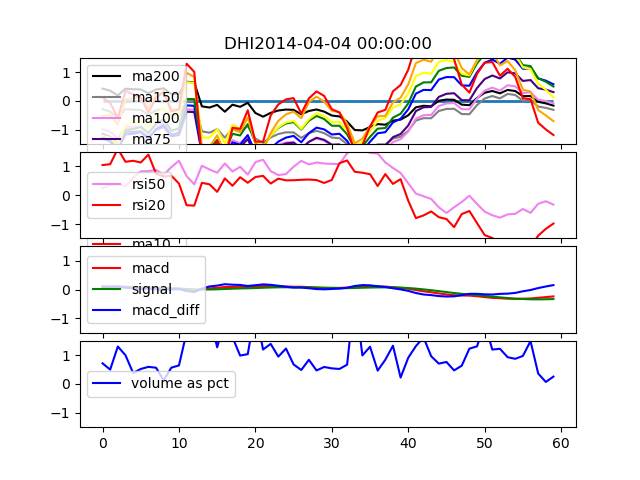 DHI2014-04-04 00:00:00
1
0
−1
ma200
ma150
ma100
ma75
ma10
1
0
−1
rsi50
rsi20
1
0
−1
macd
signal
macd_diff
1
0
−1
volume as pct
0 10 20 30 40 50 60